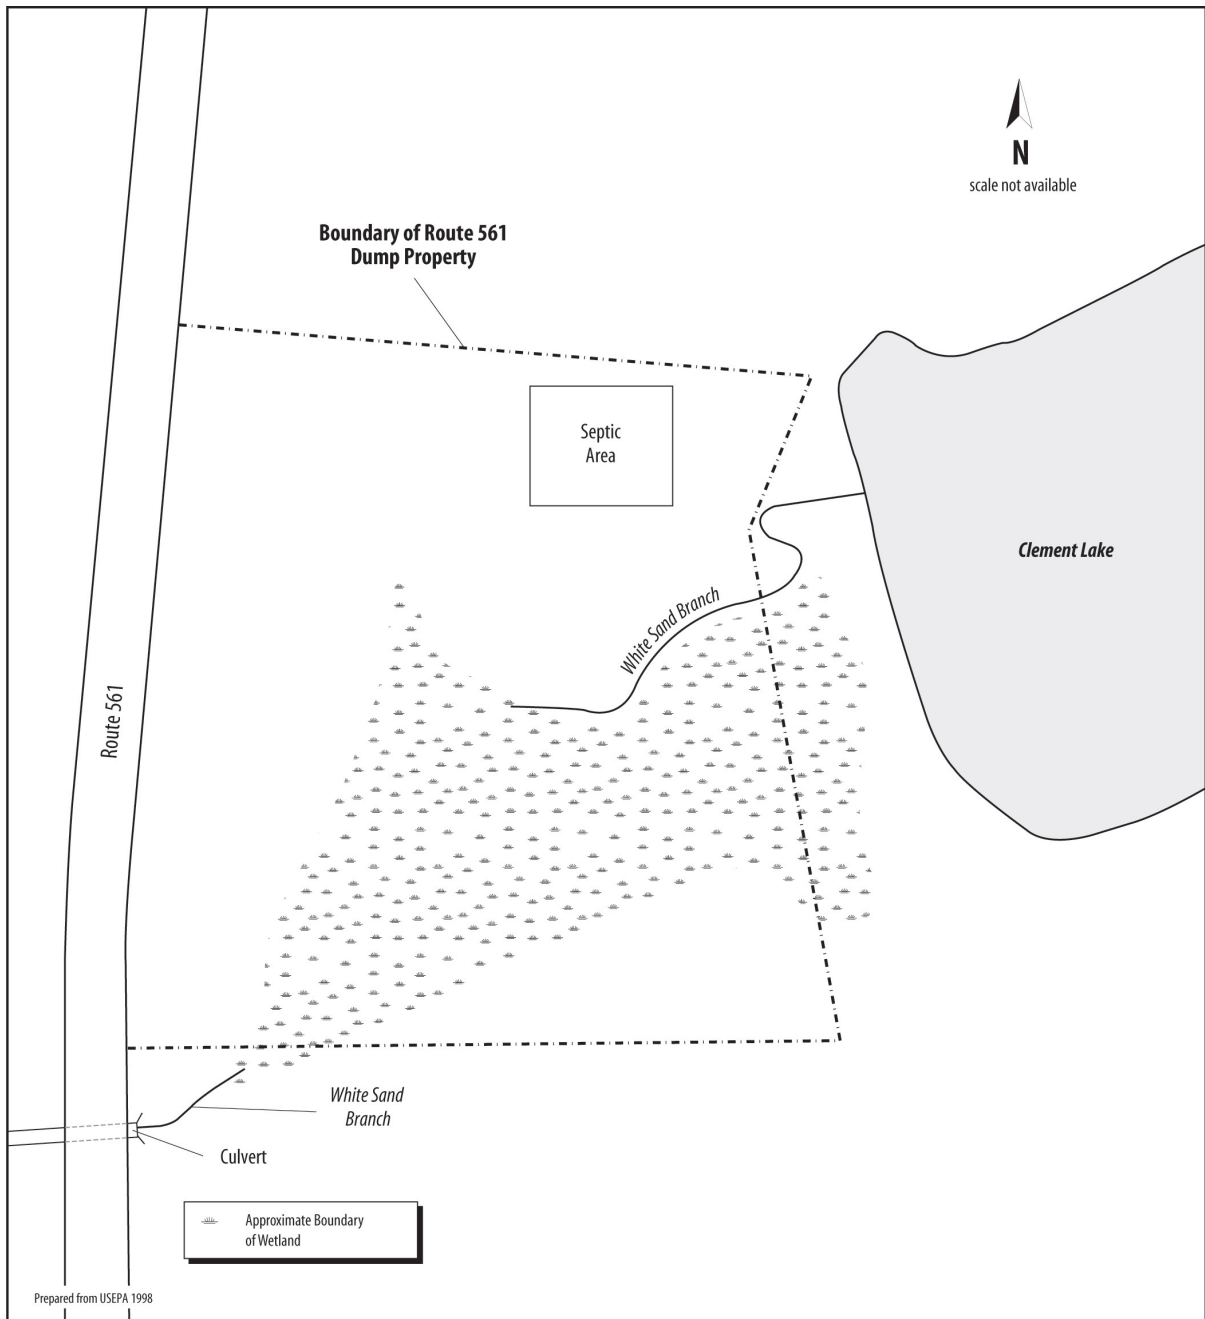 N
scale not available
Boundary of Route 561
Dump Property
Septic
Area
Clement Lake
White Sand Branch
Route 561
White Sand
Branch
Culvert
Approximate Boundary
of Wetland
Prepared from USEPA 1998